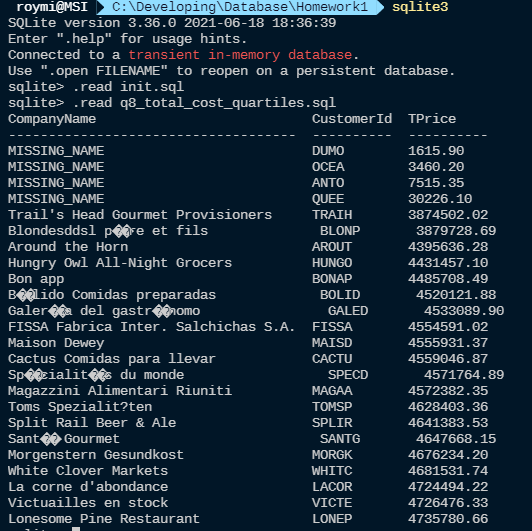 roymi@MSI C:\Developing\Database\Homework1 sqlite3
SQLite version 3.36.0 2021-06-18 18:36:39
Enter ".help" for usage hints.
Connected to a transient in-memory database.
Use ".open FILENAME" to reopen on a persistent database.
sqlite> .read init.sql
sqlite> .read q8_total_cost_quartiles.sql
CompanyName CustomerId TPrice
------------------------------------ ---------- ----------
MISSING_NAME DUMO 1615.90
MISSING_NAME OCEA 3460.20
MISSING_NAME ANTO 7515.35
MISSING_NAME QUEE 30226.10
Trail's Head Gourmet Provisioners TRAIH 3874502.02
Blondesddsl p��re et fils BLONP 3879728.69
Around the Horn AROUT 4395636.28
Hungry Owl All-Night Grocers HUNGO 4431457.10
Bon app BONAP 4485708.49
B��lido Comidas preparadas BOLID 4520121.88
Galer��a del gastr��nomo GALED 4533089.90
FISSA Fabrica Inter. Salchichas S.A. FISSA 4554591.02
Maison Dewey MAISD 4555931.37
Cactus Comidas para llevar CACTU 4559046.87
Sp��cialit��s du monde SPECD 4571764.89
Magazzini Alimentari Riuniti MAGAA 4572382.35
Toms Spezialit?ten TOMSP 4628403.36
Split Rail Beer & Ale SPLIR 4641383.53
Sant�� Gourmet SANTG 4647668.15
Morgenstern Gesundkost MORGK 4676234.20
White Clover Markets WHITC 4681531.74
La corne d'abondance LACOR 4724494.22
Victuailles en stock VICTE 4726476.33
Lonesome Pine Restaurant LONEP 4735780.66